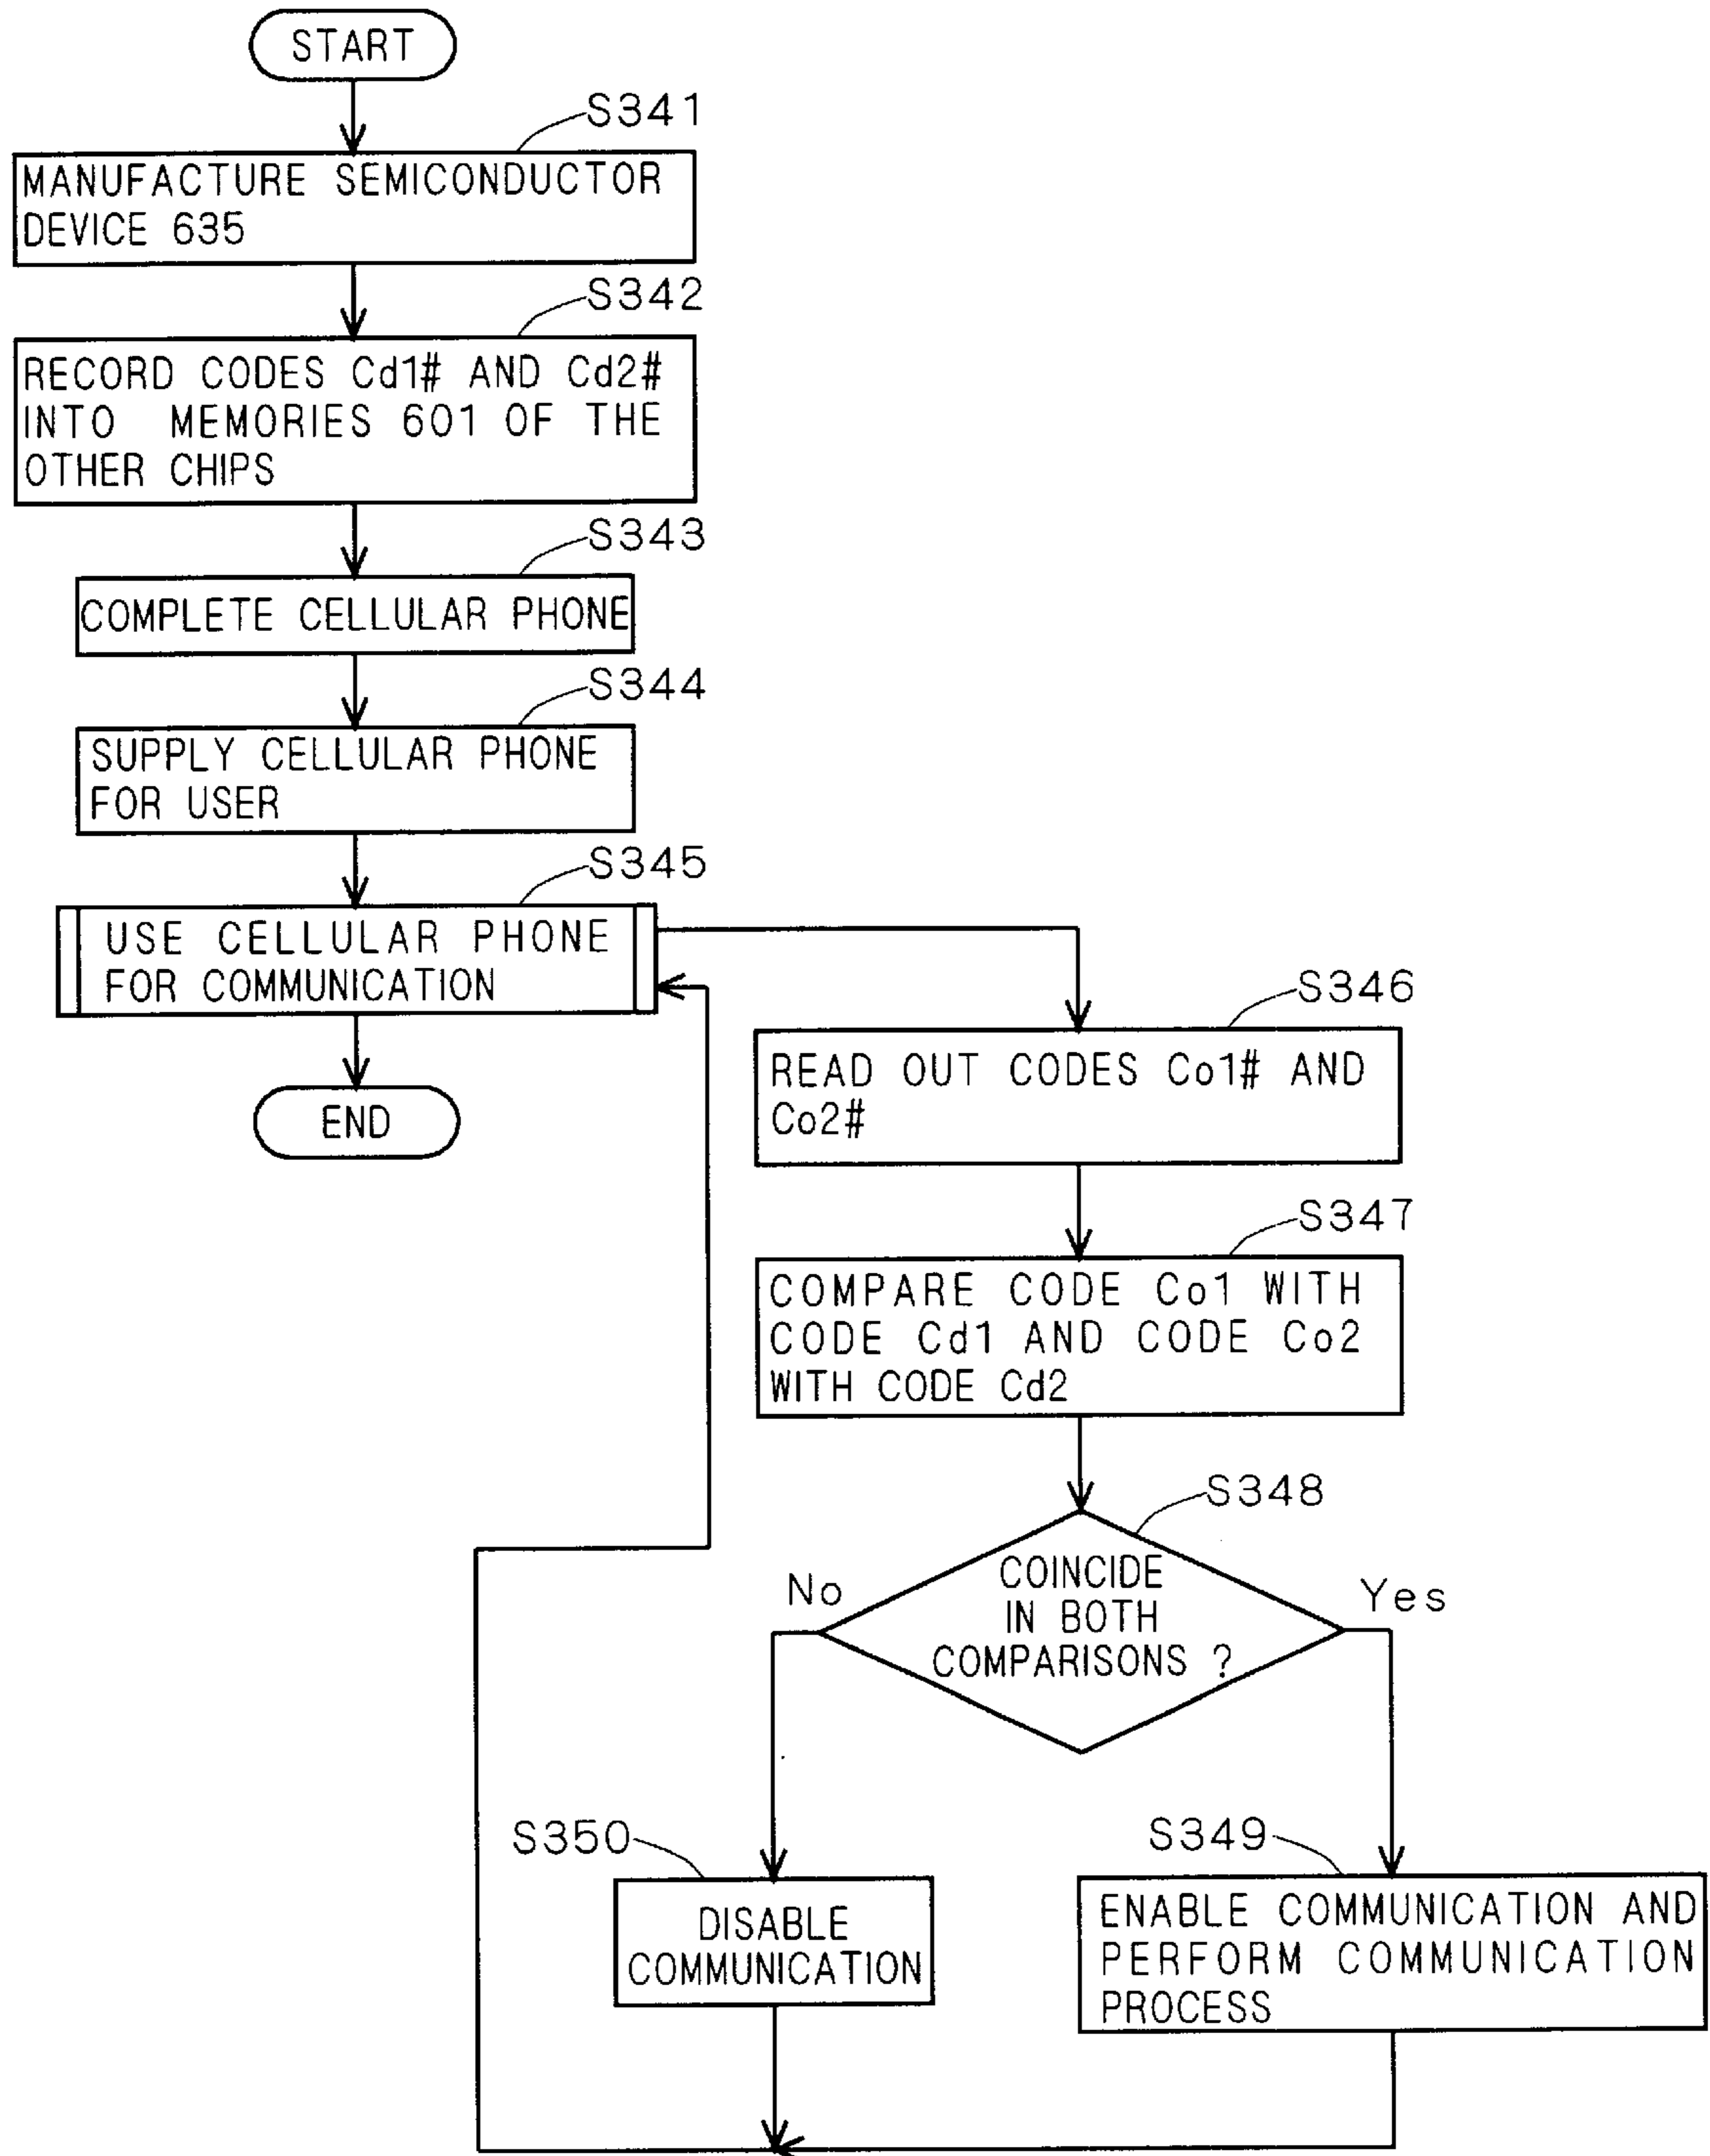 START
S341
MANUFACTURE SEMICONDUCTOR
DEVICE 635
S342
RECORD CODES Cd1# AND Cd2#
INTO MEMORIES 601 OF THE
OTHER CHIPS
S343
COMPLETE CELLULAR PHONE
S344
SUPPLY CELLULAR PHONE
FOR USER
S345
USE CELLULAR PHONE
FOR COMMUNICATION
END
S346
READ OUT CODES Co1# AND
Co2#
S347
COMPARE CODE Co1 WITH
CODE Cd1 AND CODE Co2
WITH CODE Cd2
S348
COINCIDE
IN BOTH
COMPARISONS ?
No
Yes
S350
DISABLE
COMMUNICATION
S349
ENABLE COMMUNICATION AND
PERFORM COMMUNICATION
PROCESS